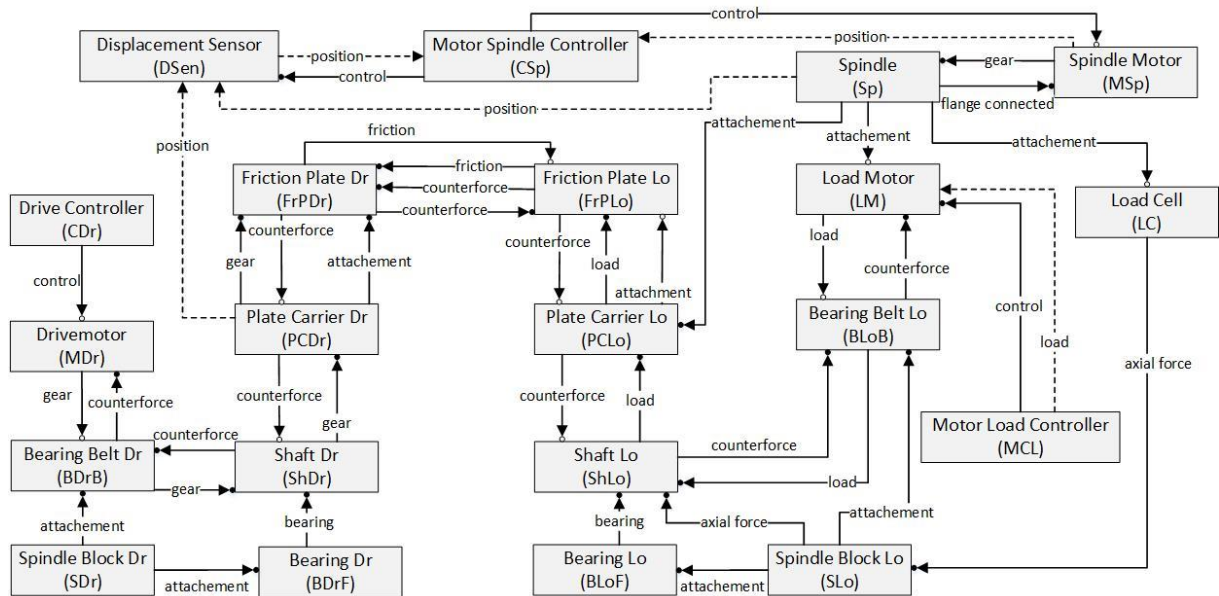 control
Displacement Sensor
(DSen)
position
control
Motor Spindle Controller
(CSp)
position
Spindle
(Sp)
gear
flange connected
Spindle Motor
(MSp)
position
position
attachement
attachement
attachement
friction
Friction Plate Dr
(FrPDr)
friction
counterforce
counterforce
Friction Plate Lo
(FrPLo)
Load Motor
(LM)
Load Cell
(LC)
Drive Controller
(CDr)
counterforce
gear
attachement
counterforce
load
attachment
load
counterforce
control
control
load
Drivemotor
(MDr)
Plate Carrier Dr
(PCDr)
Plate Carrier Lo
(PCLo)
Bearing Belt Lo
(BLoB)
axial force
gear
counterforce
counterforce
gear
counterforce
load
Motor Load Controller
(MCL)
Bearing Belt Dr
(BDrB)
counterforce
gear
Shaft Dr
(ShDr)
Shaft Lo
(ShLo)
counterforce
load
attachement
bearing
bearing
axial force
attachement
Spindle Block Dr
(SDr)
attachement
Bearing Dr
(BDrF)
Bearing Lo
(BLoF)
attachement
Spindle Block Lo
(SLo)